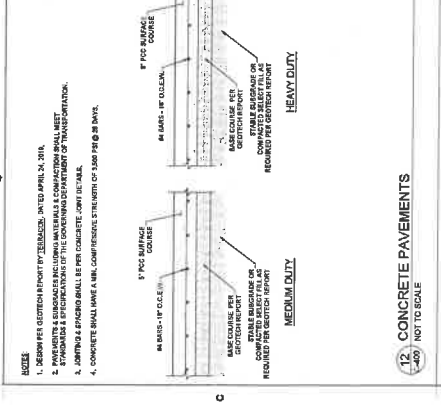 NOTES:
1. DESIGN PER GEOTECH REPORT BY TERRACON, DATED APRIL 24, 2019.
2. PAVEMENTS & SUBGRADES INCLUDING MATERIALS & COMPACTION SHALL MEET
STANDARDS & SPECIFICATIONS OF THE GOVERNING DEPARTMENT OF TRANSPORTATION.
3. JOINTING & SPACING SHALL BE PER CONCRETE JOINT DETAILS.
4. CONCRETE SHALL HAVE A MIN. COMPRESSIVE STRENGTH OF 3,500 PSI @ 28 DAYS.
5" PCC SURFACE
COURSE
#4 BARS - 18" O.C.E.W.
BASE COURSE PER
GEOTECH REPORT
STABLE SUBGRADE OR
COMPACTED SELECT FILL AS
REQUIRED PER GEOTECH REPORT
MEDIUM DUTY
PCC SURFACE
COURSE
#4 BARS - 18" O.C.E.W.
BASE COURSE PER
GEOTECH REPORT
STABLE SUBGRADE OR
COMPACTED SELECT FILL AS
REQUIRED PER GEOTECH REPORT
HEAVY DUTY
12 CONCRETE PAVEMENTS
C-400 NOT TO SCALE
C